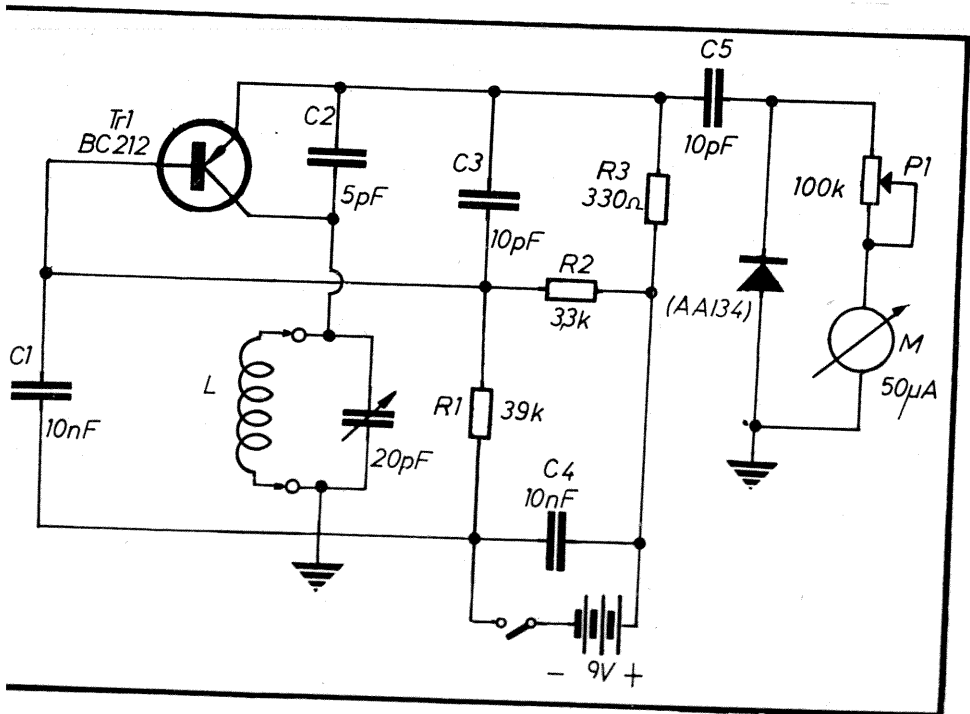 C5
10pF
Tr1
BC212
C2
5pF
C3
10pF
R3
330Ω
P1
100k
R2
3,3k
(AA134)
M
50µA
C1
10nF
L
20pF
R1
39k
C4
10nF
- 9V +